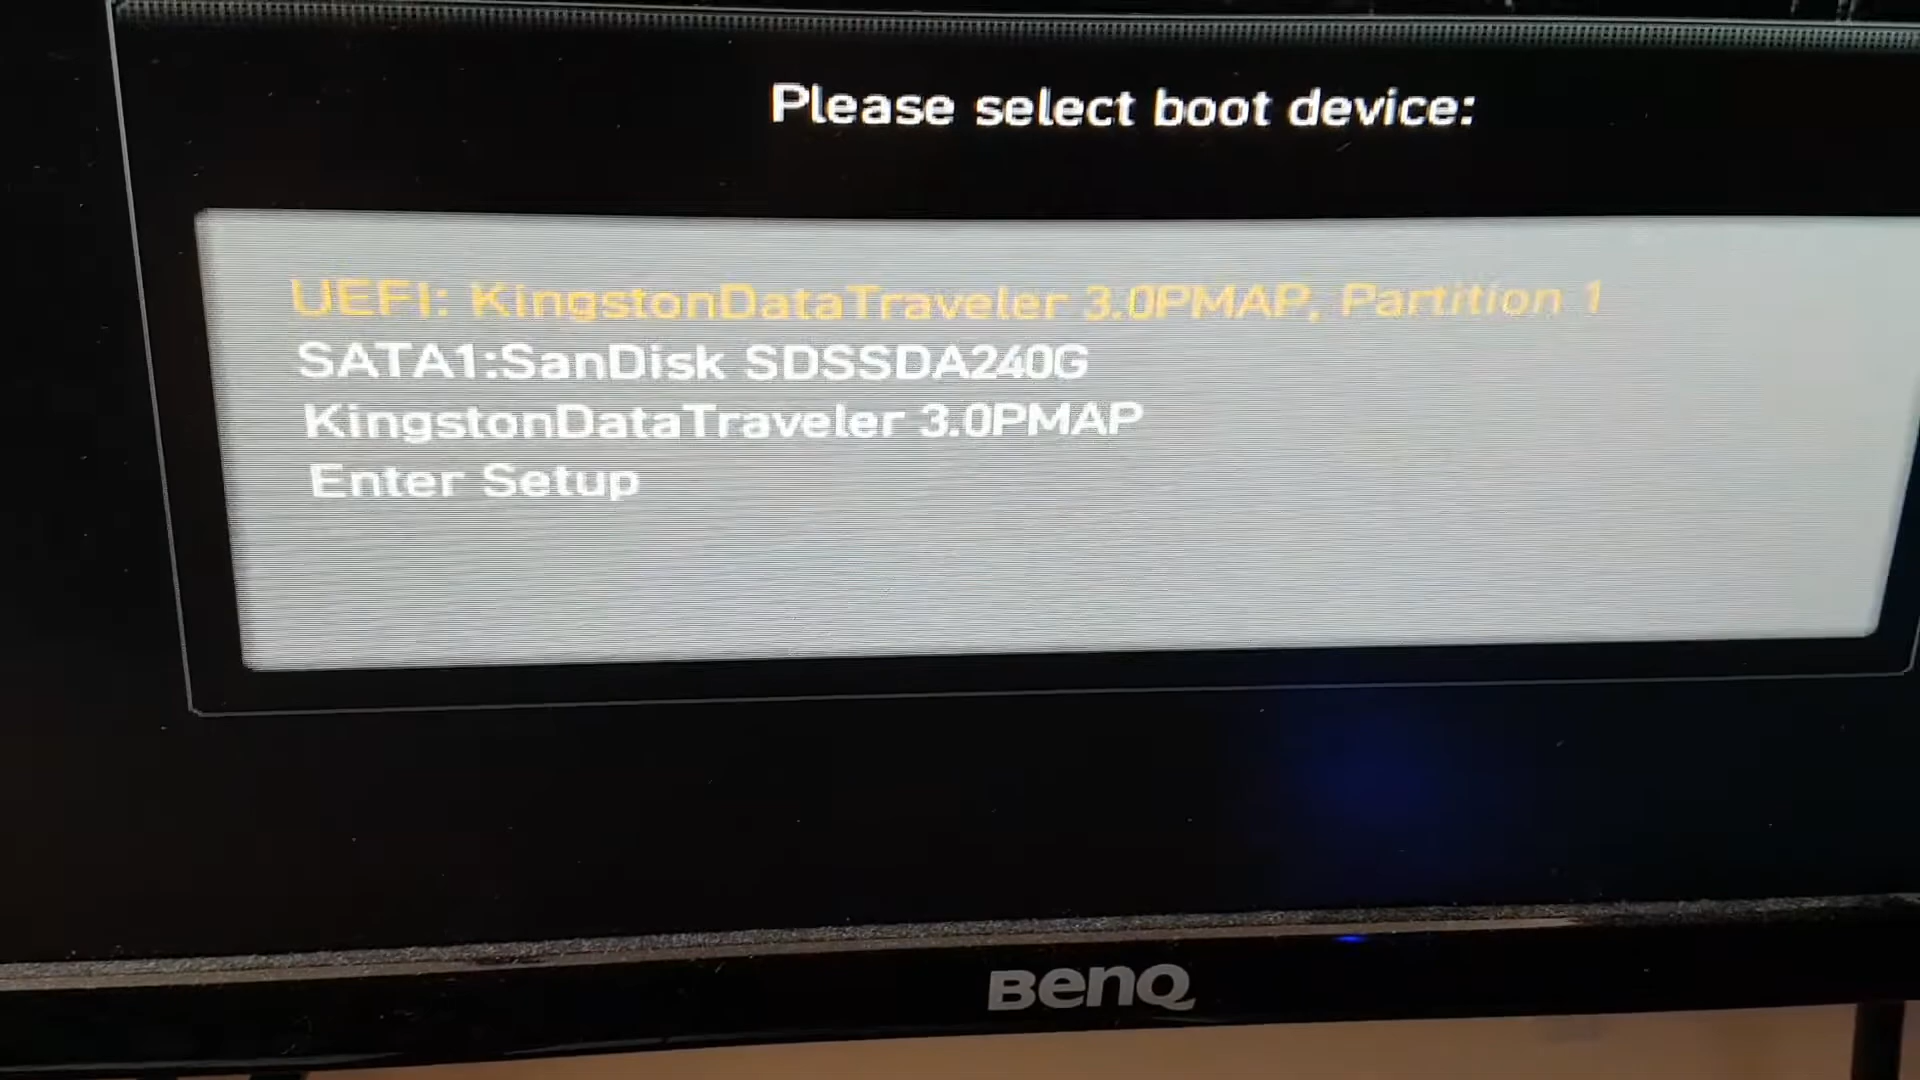 Please select boot device:
UEFI: KingstonDataTraveler 3.0PMAP, Partition 1
SATA1:SanDisk SDSSDA240G
KingstonDataTraveler 3.0PMAP
Enter Setup
BenQ